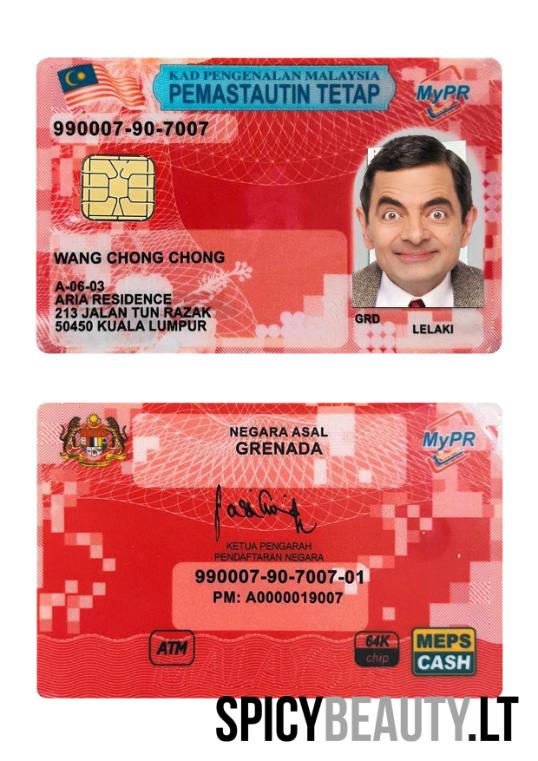 KAD PENGENALAN MALAYSIA
PEMASTAUTIN TETAP
MyPR
990007-90-7007
WANG CHONG CHONG
A-06-03
ARIA RESIDENCE
213 JALAN TUN RAZAK
50450 KUALA LUMPUR
GRD
LELAKI
NEGARA ASAL
GRENADA
MyPR
KETUA PENGARAH
PENDAFTARAN NEGARA
990007-90-7007-01
PM: A0000019007
ATM
64K
chip
MEPS
CASH
SPICYBEAUTY.LT